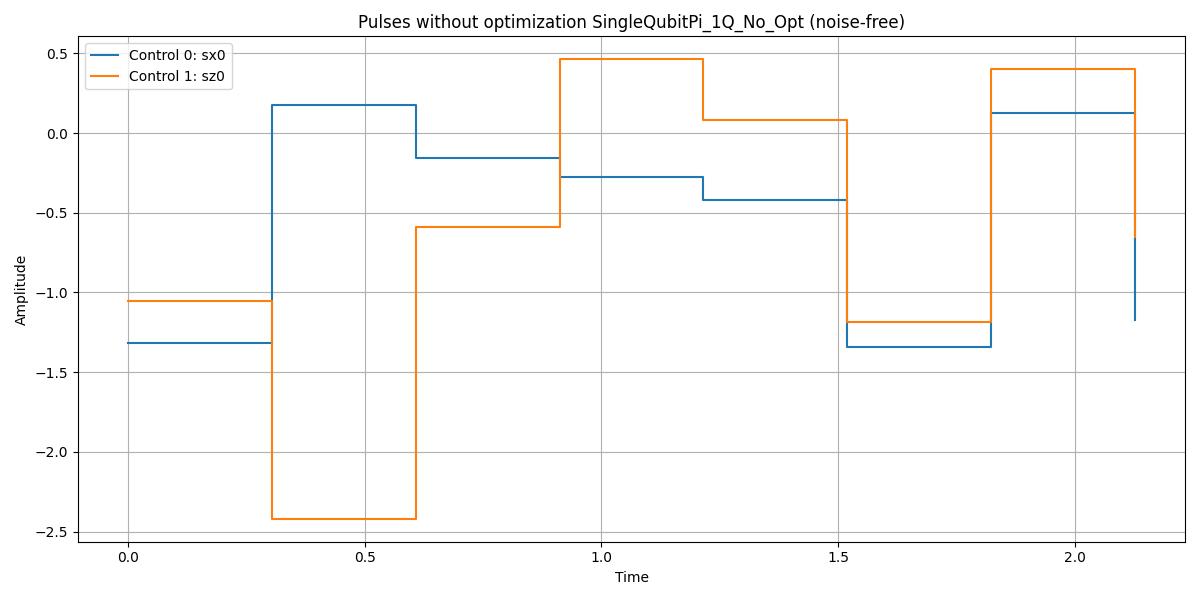 Pulses without optimization SingleQubitPi_1Q_No_Opt (noise-free)
Control 0: sx0
Control 1: sz0
Amplitude
0.5
0.0
−0.5
−1.0
−1.5
−2.0
−2.5
0.0 0.5 1.0 1.5 2.0
Time